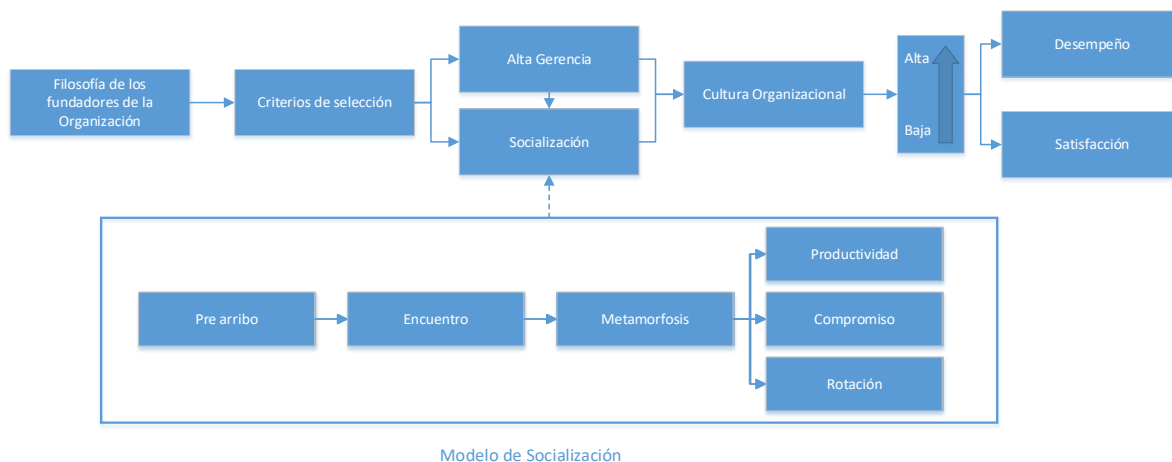 Filosofía de los
fundadores de la
Organización
Criterios de selección
Alta Gerencia
Socialización
Cultura Organizacional
Alta
Baja
Desempeño
Satisfacción
Pre arribo
Encuentro
Metamorfosis
Productividad
Compromiso
Rotación
Modelo de Socialización